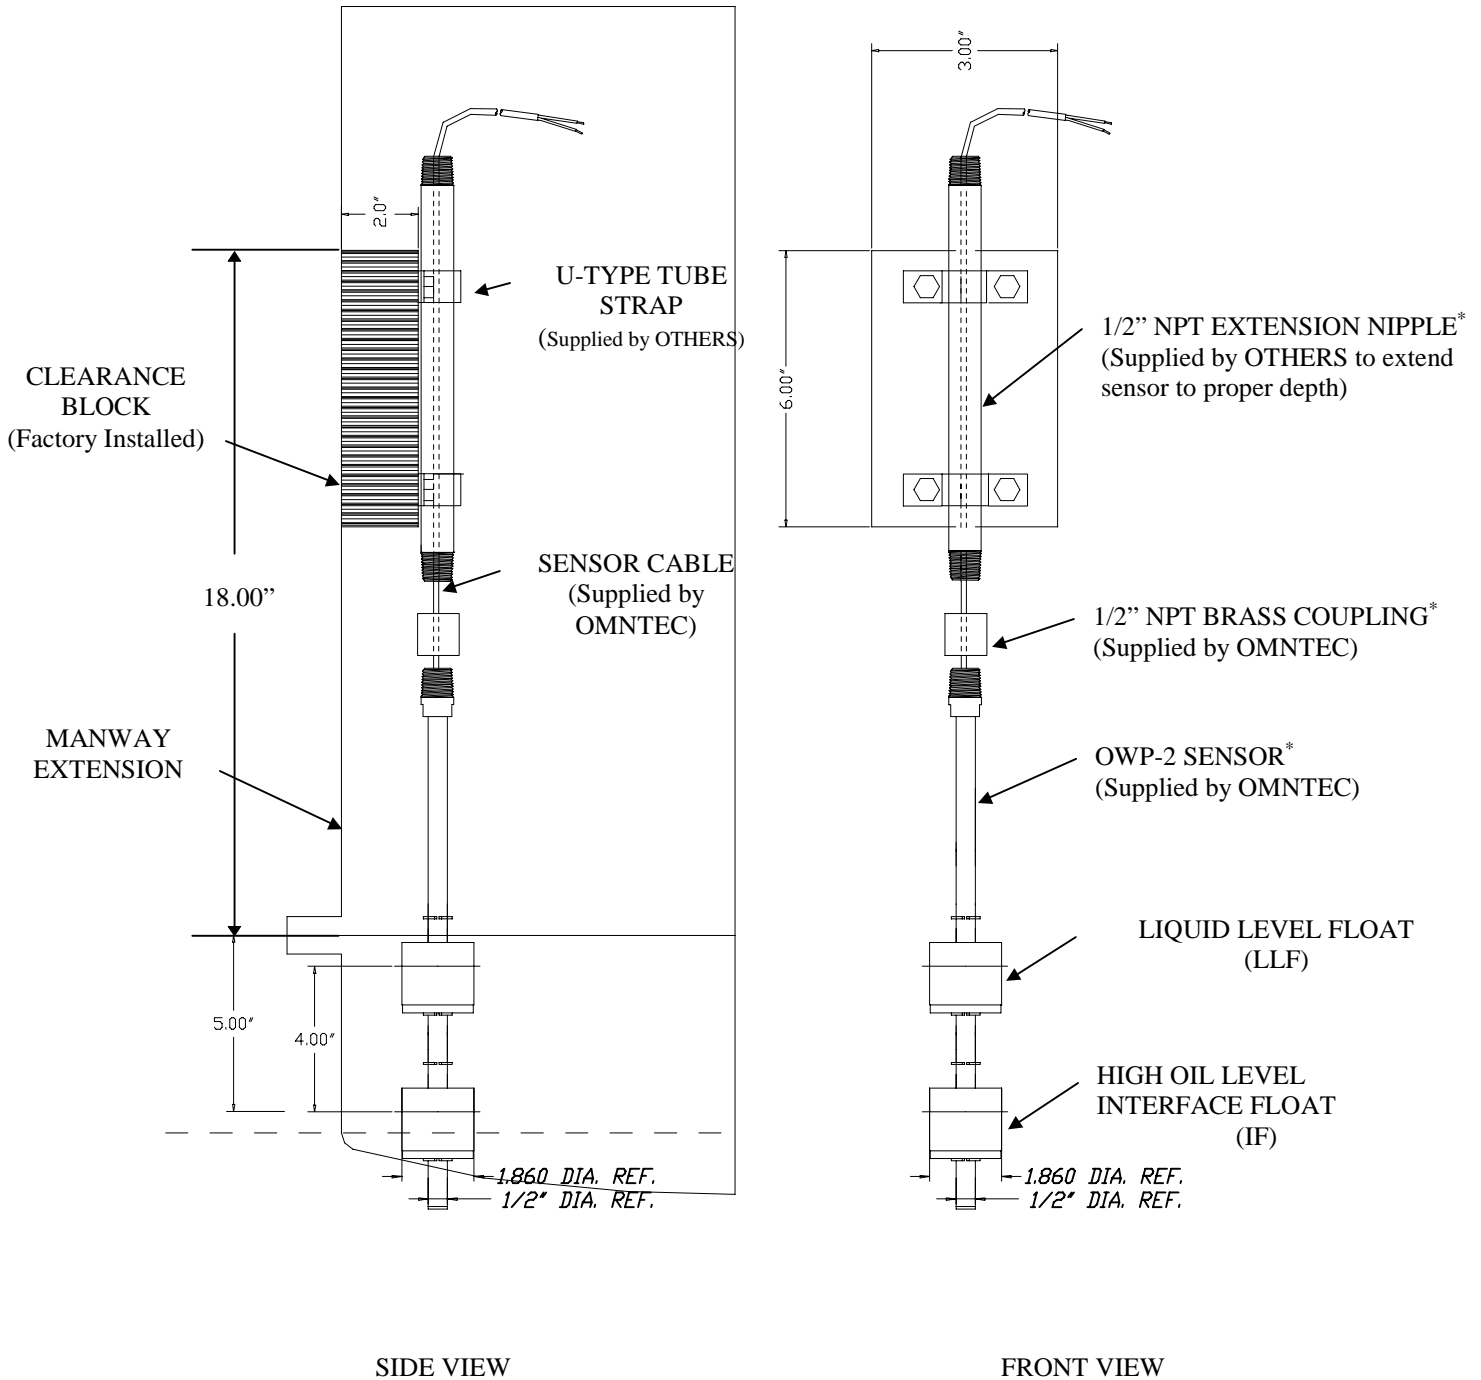 3.00"
2.0"
U-TYPE TUBE
STRAP
(Supplied by OTHERS)
1/2” NPT EXTENSION NIPPLE*
(Supplied by OTHERS to extend
sensor to proper depth)
CLEARANCE
BLOCK
(Factory Installed)
6.00"
SENSOR CABLE
(Supplied by
OMNTEC)
18.00”
1/2” NPT BRASS COUPLING*
(Supplied by OMNTEC)
MANWAY
EXTENSION
OWP-2 SENSOR*
(Supplied by OMNTEC)
LIQUID LEVEL FLOAT
(LLF)
5.00"
4.00"
HIGH OIL LEVEL
INTERFACE FLOAT
(IF)
1.860 DIA. REF.
1/2" DIA. REF.
1.860 DIA. REF.
1/2" DIA. REF.
SIDE VIEW
FRONT VIEW